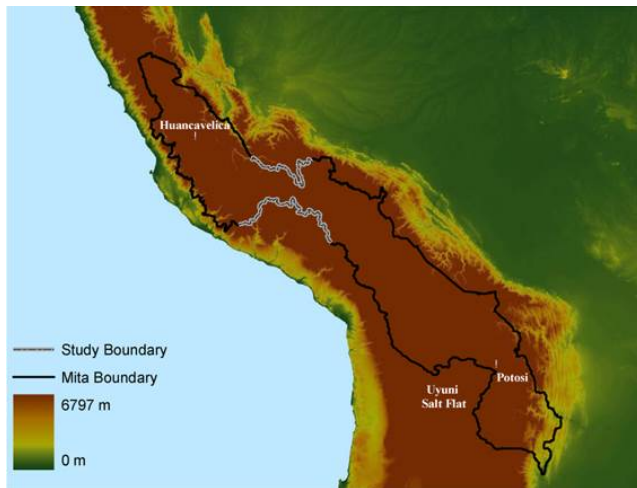 Huancavelica
Study Boundary
Mita Boundary
6797 m
0 m
Uyuni
Salt Flat
Potosi